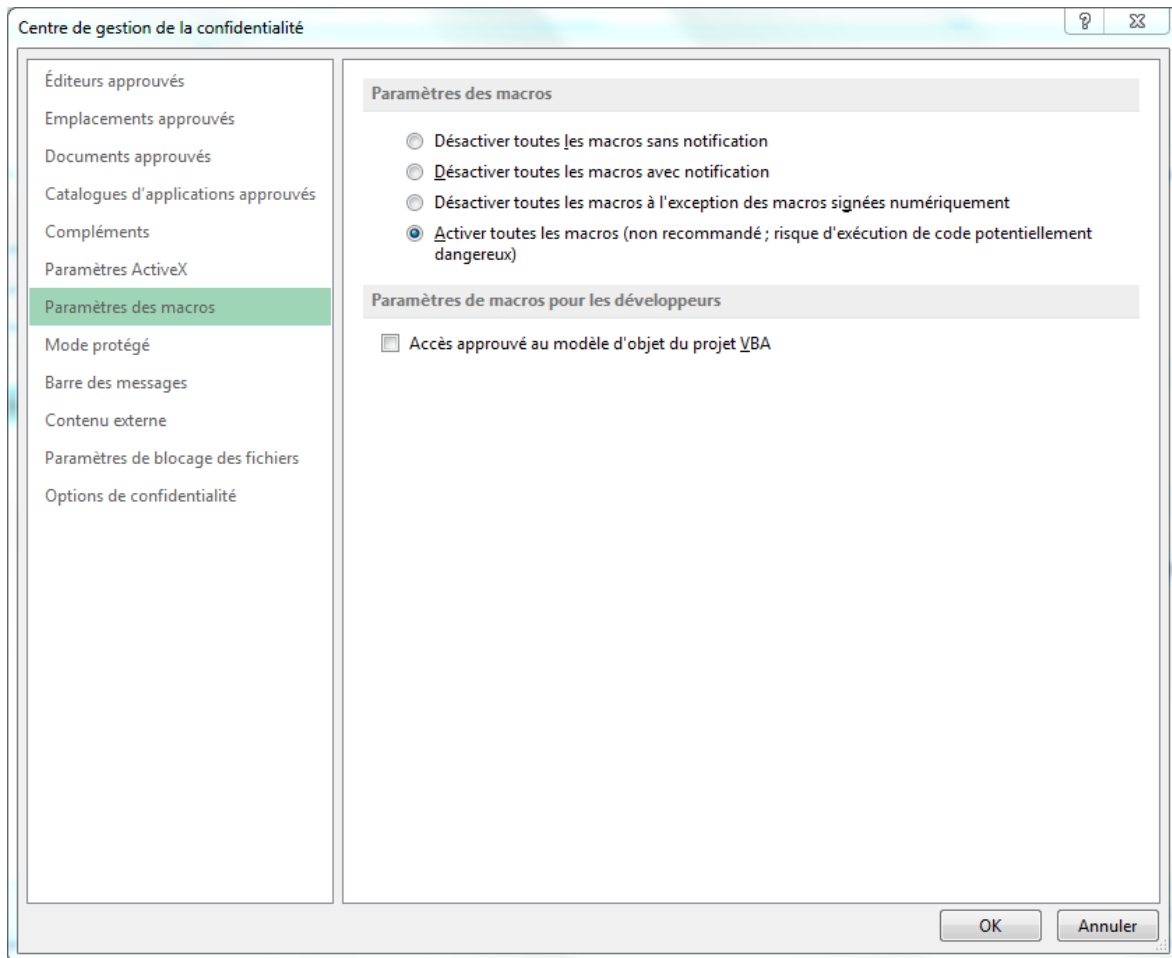 Centre de gestion de la confidentialité
Éditeurs approuvés
Emplacements approuvés
Documents approuvés
Catalogues d'applications approuvés
Compléments
Paramètres ActiveX
Paramètres des macros
Mode protégé
Barre des messages
Contenu externe
Paramètres de blocage des fichiers
Options de confidentialité
Paramètres des macros
Désactiver toutes les macros sans notification
Désactiver toutes les macros avec notification
Désactiver toutes les macros à l'exception des macros signées numériquement
Activer toutes les macros (non recommandé ; risque d'exécution de code potentiellement
dangereux)
Paramètres de macros pour les développeurs
Accès approuvé au modèle d'objet du projet VBA
OK
Annuler